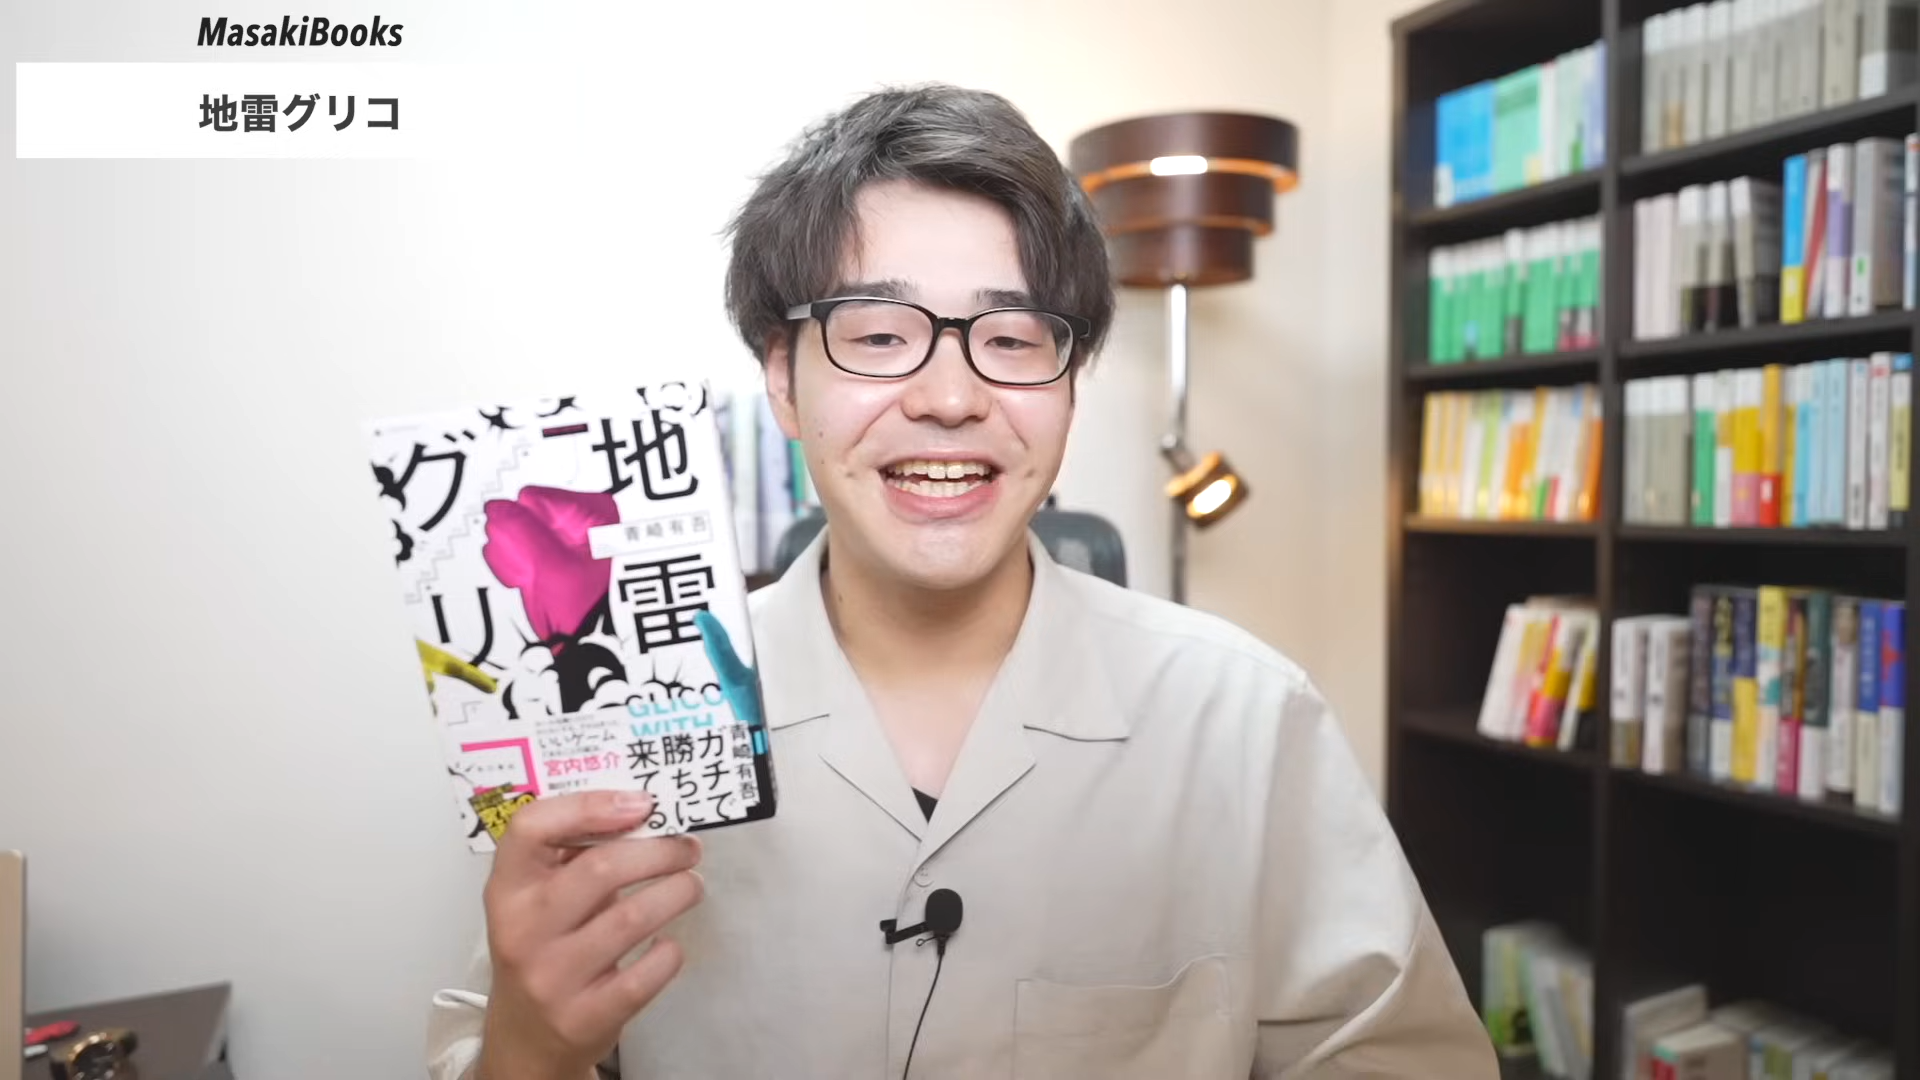 MasakiBooks
地雷グリコ
地雷
グリコ
青崎有吾
GLICO
WITH
青崎有吾
ガチで
勝ちに
来てる。
いいゲーム
宮内悠介